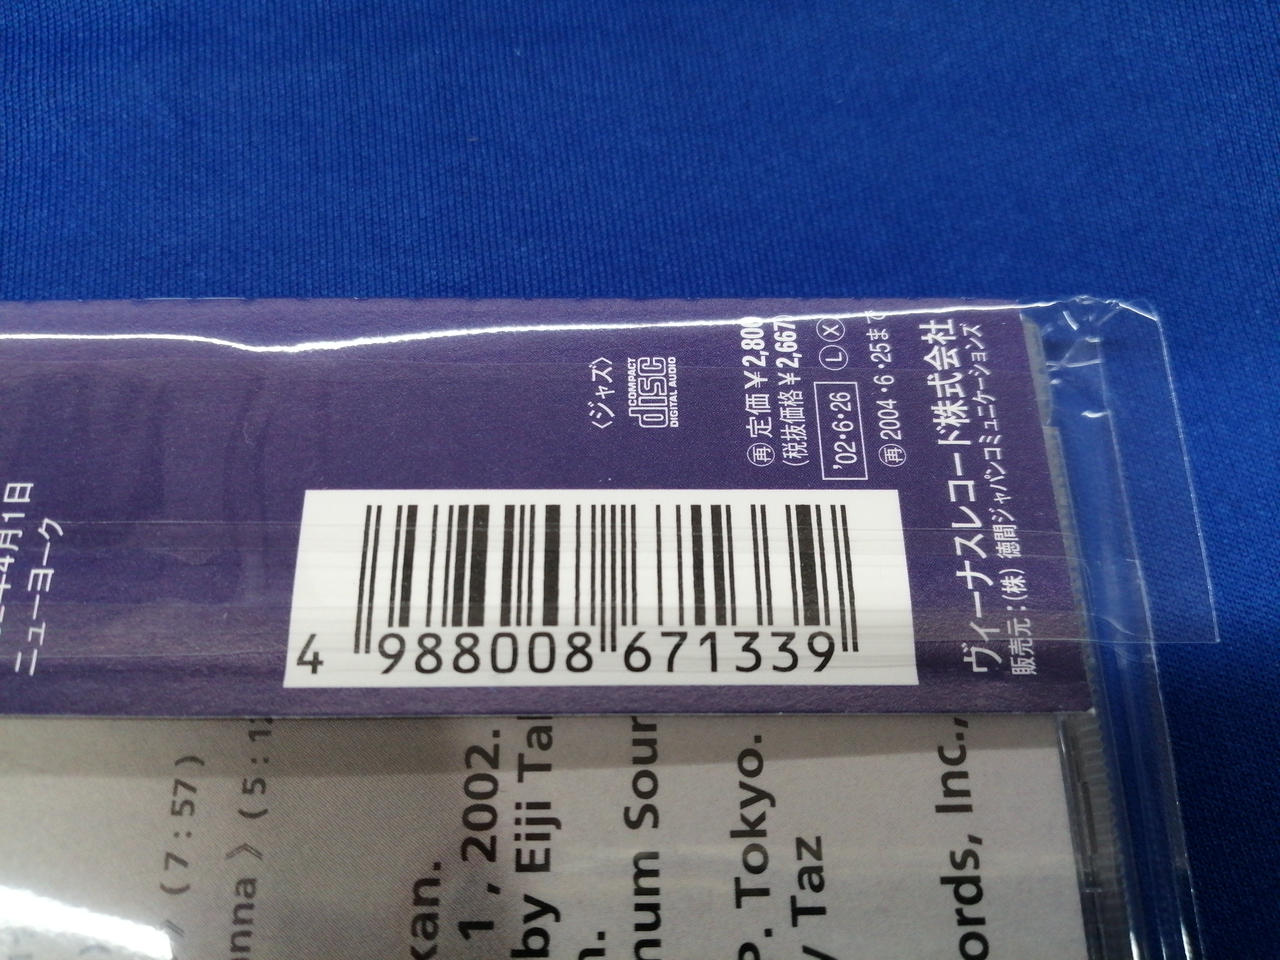 〈ジャズ〉
COMPACT
disc
DIGITAL AUDIO
再 定価¥2,800
(税抜価格¥2,667
'02・6・26 L X
再 2004・6・25まで
ヴィーナスレコード株式会社
販売元:(株)徳間ジャパンコミュニケーションズ
4 988008 671339
年4月1日
ニューヨーク
》(7:57)
nna》(5:12
kan.
1, 2002.
by Eiji Ta
n.
num Sour
P. Tokyo.
y Taz
ords, Inc.,